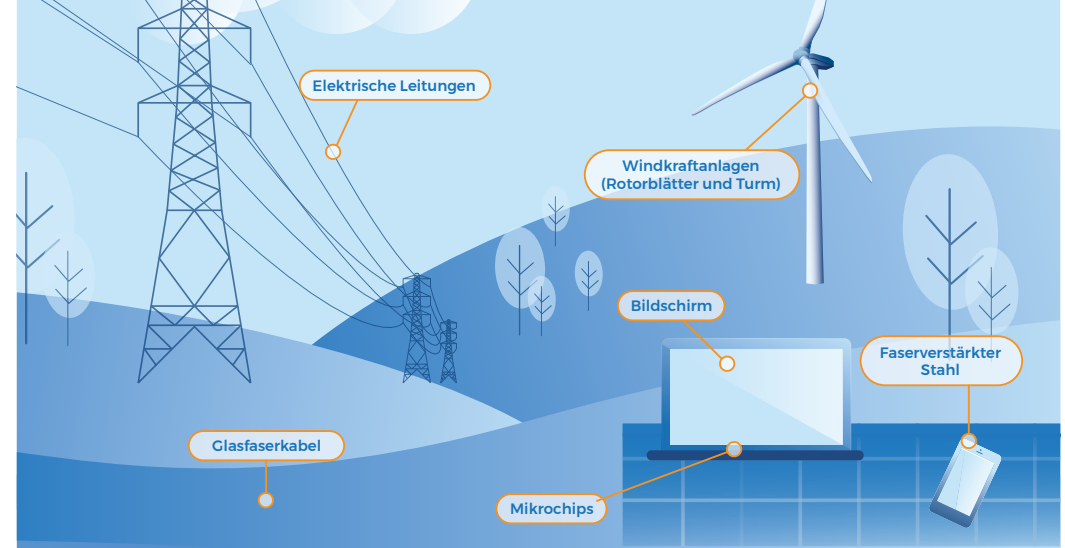 Elektrische Leitungen
Windkraftanlagen
(Rotorblätter und Turm)
Bildschirm
Faserverstärkter
Stahl
Glasfaserkabel
Mikrochips